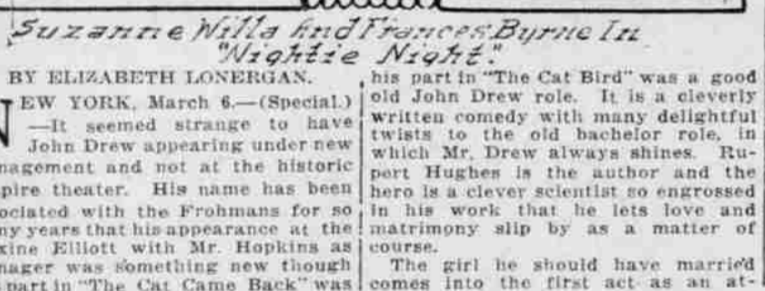 Suzanne Willa And Frances Byrne In
"Nightie Night."
BY ELIZABETH LONERGAN.
NEW YORK, March 6.—(Special.)
—It seemed strange to have
John Drew appearing under new
nagement and not at the historic
pire theater. His name has been
ociated with the Frohmans for so
ny years that his appearance at the
xine Elliott with Mr. Hopkins as
nager was something new though
part in "The Cat Came Back" was
his part in "The Cat Bird" was a good
old John Drew role. It is a cleverly
written comedy with many delightful
twists to the old bachelor role, in
which Mr. Drew always shines. Ru-
pert Hughes is the author and the
hero is a clever scientist so engrossed
in his work that he lets love and
matrimony slip by as a matter of
course.
The girl he should have married
comes into the first act as an at-